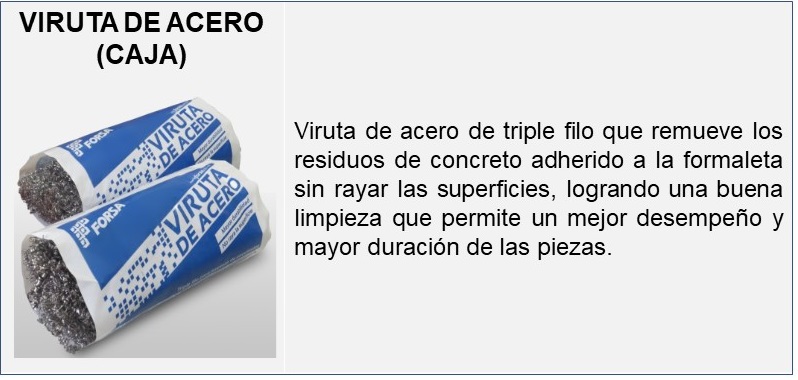 VIRUTA DE ACERO
(CAJA)
Viruta de acero de triple filo que remueve los
residuos de concreto adherido a la formaleta
sin rayar las superficies, logrando una buena
limpieza que permite un mejor desempeño y
mayor duración de las piezas.
FORSA
VIRUTA
DE ACERO
FORSA
VIRUTA
DE ACERO